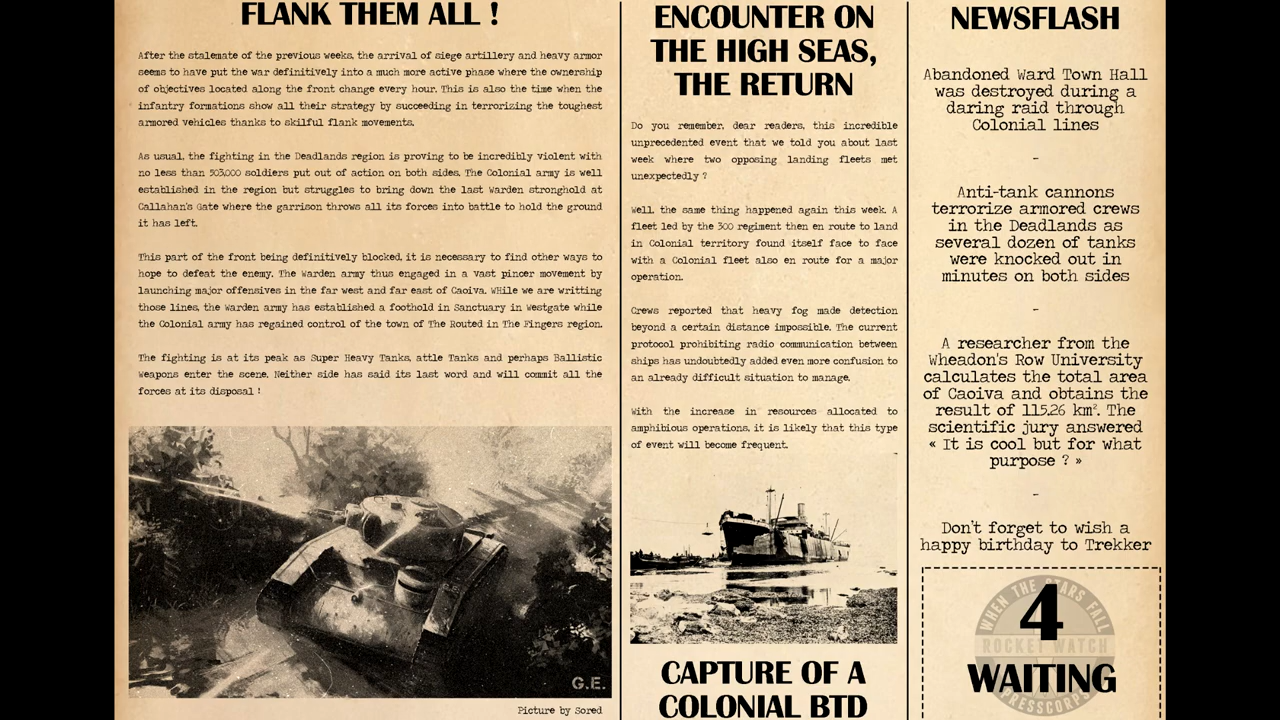 FLANK THEM ALL !
After the stalemate of the previous weeks, the arrival of siege artillery and heavy armor
seems to have put the war definitively into a much more active phase where the ownership
of objectives located along the front change every hour. This is also the time when the
infantry formations show all their strategy by succeeding in terrorizing the toughest
armored vehicles thanks to skilful flank movements.
As usual, the fighting in the Deadlands region is proving to be incredibly violent with
no less than 503,000 soldiers put out of action on both sides. The Colonial army is well
established in the region but struggles to bring down the last Warden stronghold at
Callahan's Gate where the garrison throws all its forces into battle to hold the ground
it has left.
This part of the front being definitively blocked, it is necessary to find other ways to
hope to defeat the enemy. The Warden army thus engaged in a vast pincer movement by
launching major offensives in the far west and far east of Caoiva. WHile we are writting
those lines, the Warden army has established a foothold in Sanctuary in Westgate while
the Colonial army has regained control of the town of The Routed in The Fingers region.
The fighting is at its peak as Super Heavy Tanks, attle Tanks and perhaps Ballistic
Weapons enter the scene. Neither side has said its last word and will commit all the
forces at its disposal !
G.E.
Picture by Sored
ENCOUNTER ON
THE HIGH SEAS,
THE RETURN
Do you remember, dear readers, this incredible
unprecedented event that we told you about last
week where two opposing landing fleets met
unexpectedly ?
Well, the same thing happened again this week. A
fleet led by the 300 regiment then en route to land
in Colonial territory found itself face to face
with a Colonial fleet also en route for a major
operation.
Crews reported that heavy fog made detection
beyond a certain distance impossible. The current
protocol prohibiting radio communication between
ships has undoubtedly added even more confusion to
an already difficult situation to manage.
With the increase in resources allocated to
amphibious operations, it is likely that this type
of event will become frequent.
CAPTURE OF A
COLONIAL BTD
NEWSFLASH
Abandoned Ward Town Hall
was destroyed during a
daring raid through
Colonial lines
-
Anti-tank cannons
terrorize armored crews
in the Deadlands as
several dozen of tanks
were knocked out in
minutes on both sides
-
A researcher from the
Wheadon's Row University
calculates the total area
of Caoiva and obtains the
result of 115,26 km². The
scientific jury answered
« It is cool but for what
purpose ? »
-
Don't forget to wish a
happy birthday to Trekker
WHEN THE STARS FALL
4
ROCKET WATCH
WAITING
PRESSCORPS